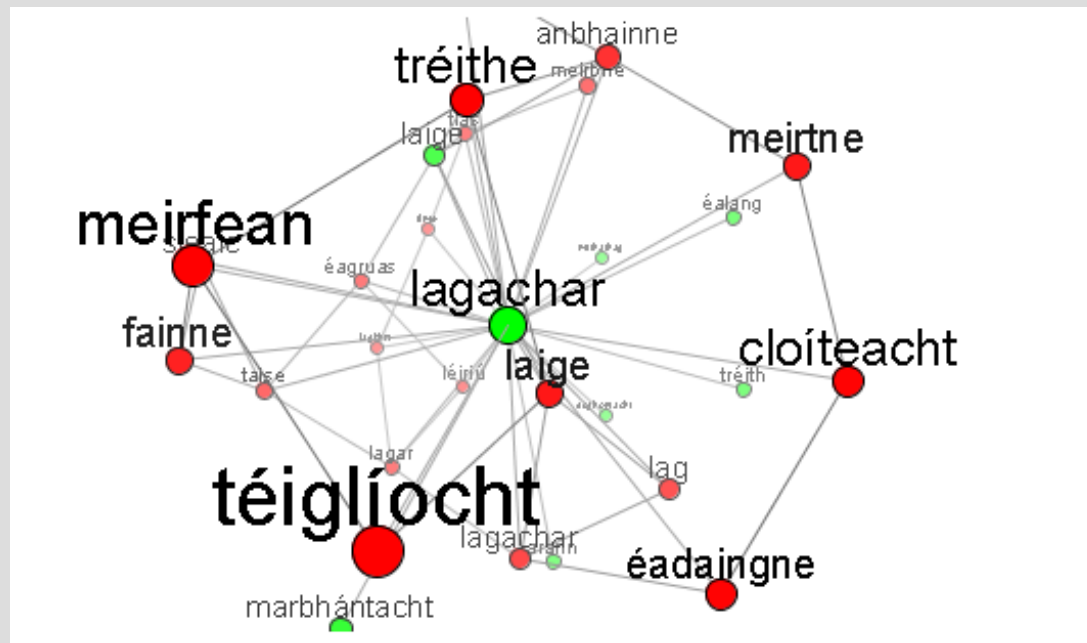 anbhainne
tréithe
meirbhe
laige
meirtne
éalang
meirfean
éagruas
lagachar
fainne
laige
cloíteacht
taise
léiriú
tréith
lagar
lag
téiglíocht
lagachar
éadaingne
marbhántacht